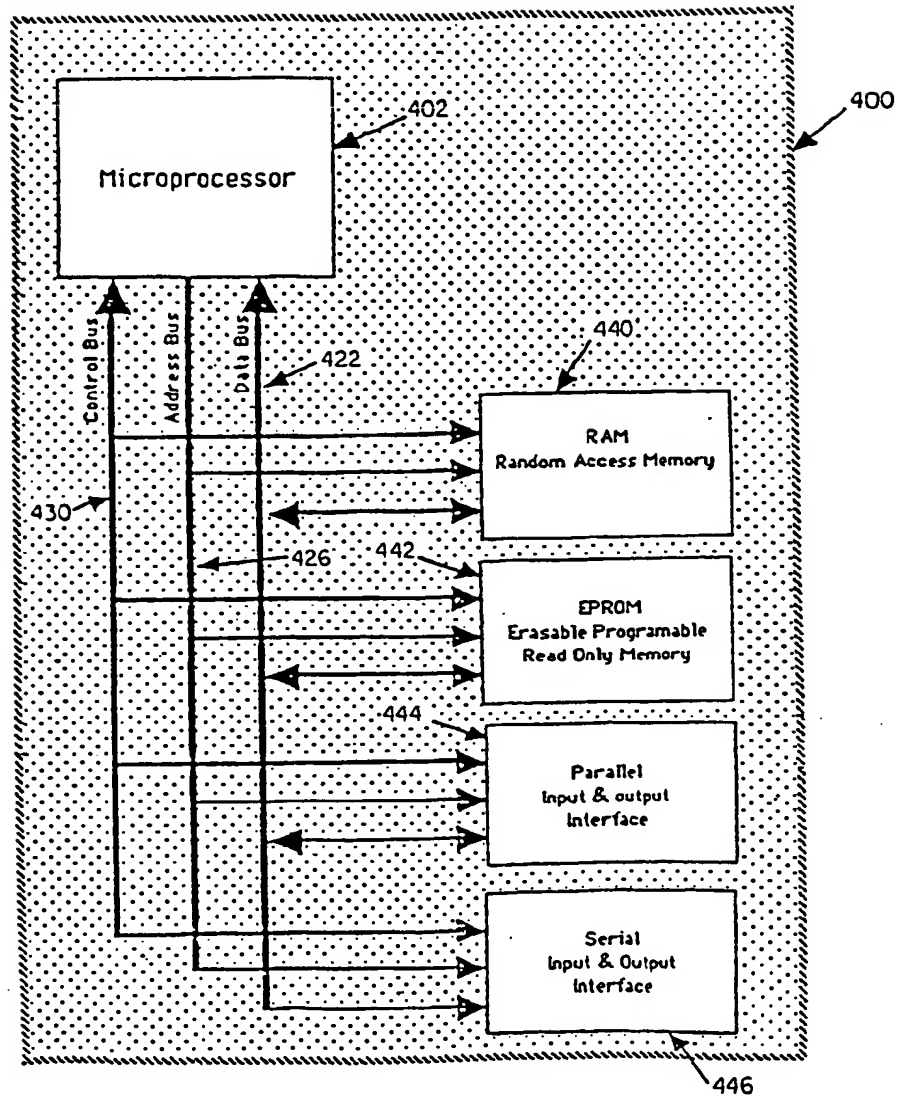 402
400
Microprocessor
Control Bus
Address Bus
Data Bus
422
440
RAM
Random Access Memory
430
426
442
EPROM
Erasable Programable
Read Only Memory
444
Parallel
Input & output
Interface
Serial
Input & Output
Interface
446